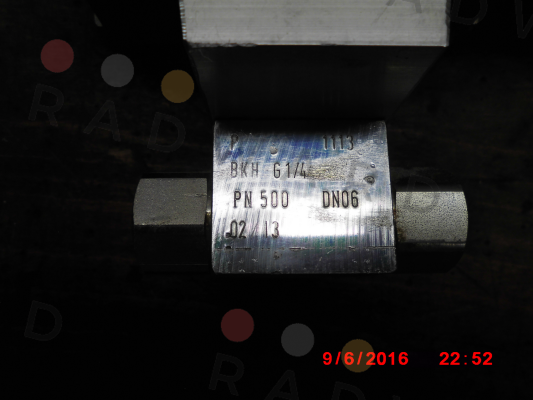 P 1113
BKH G1/4
PN 500 DN06
02 / 13
9/6/2016 22:52